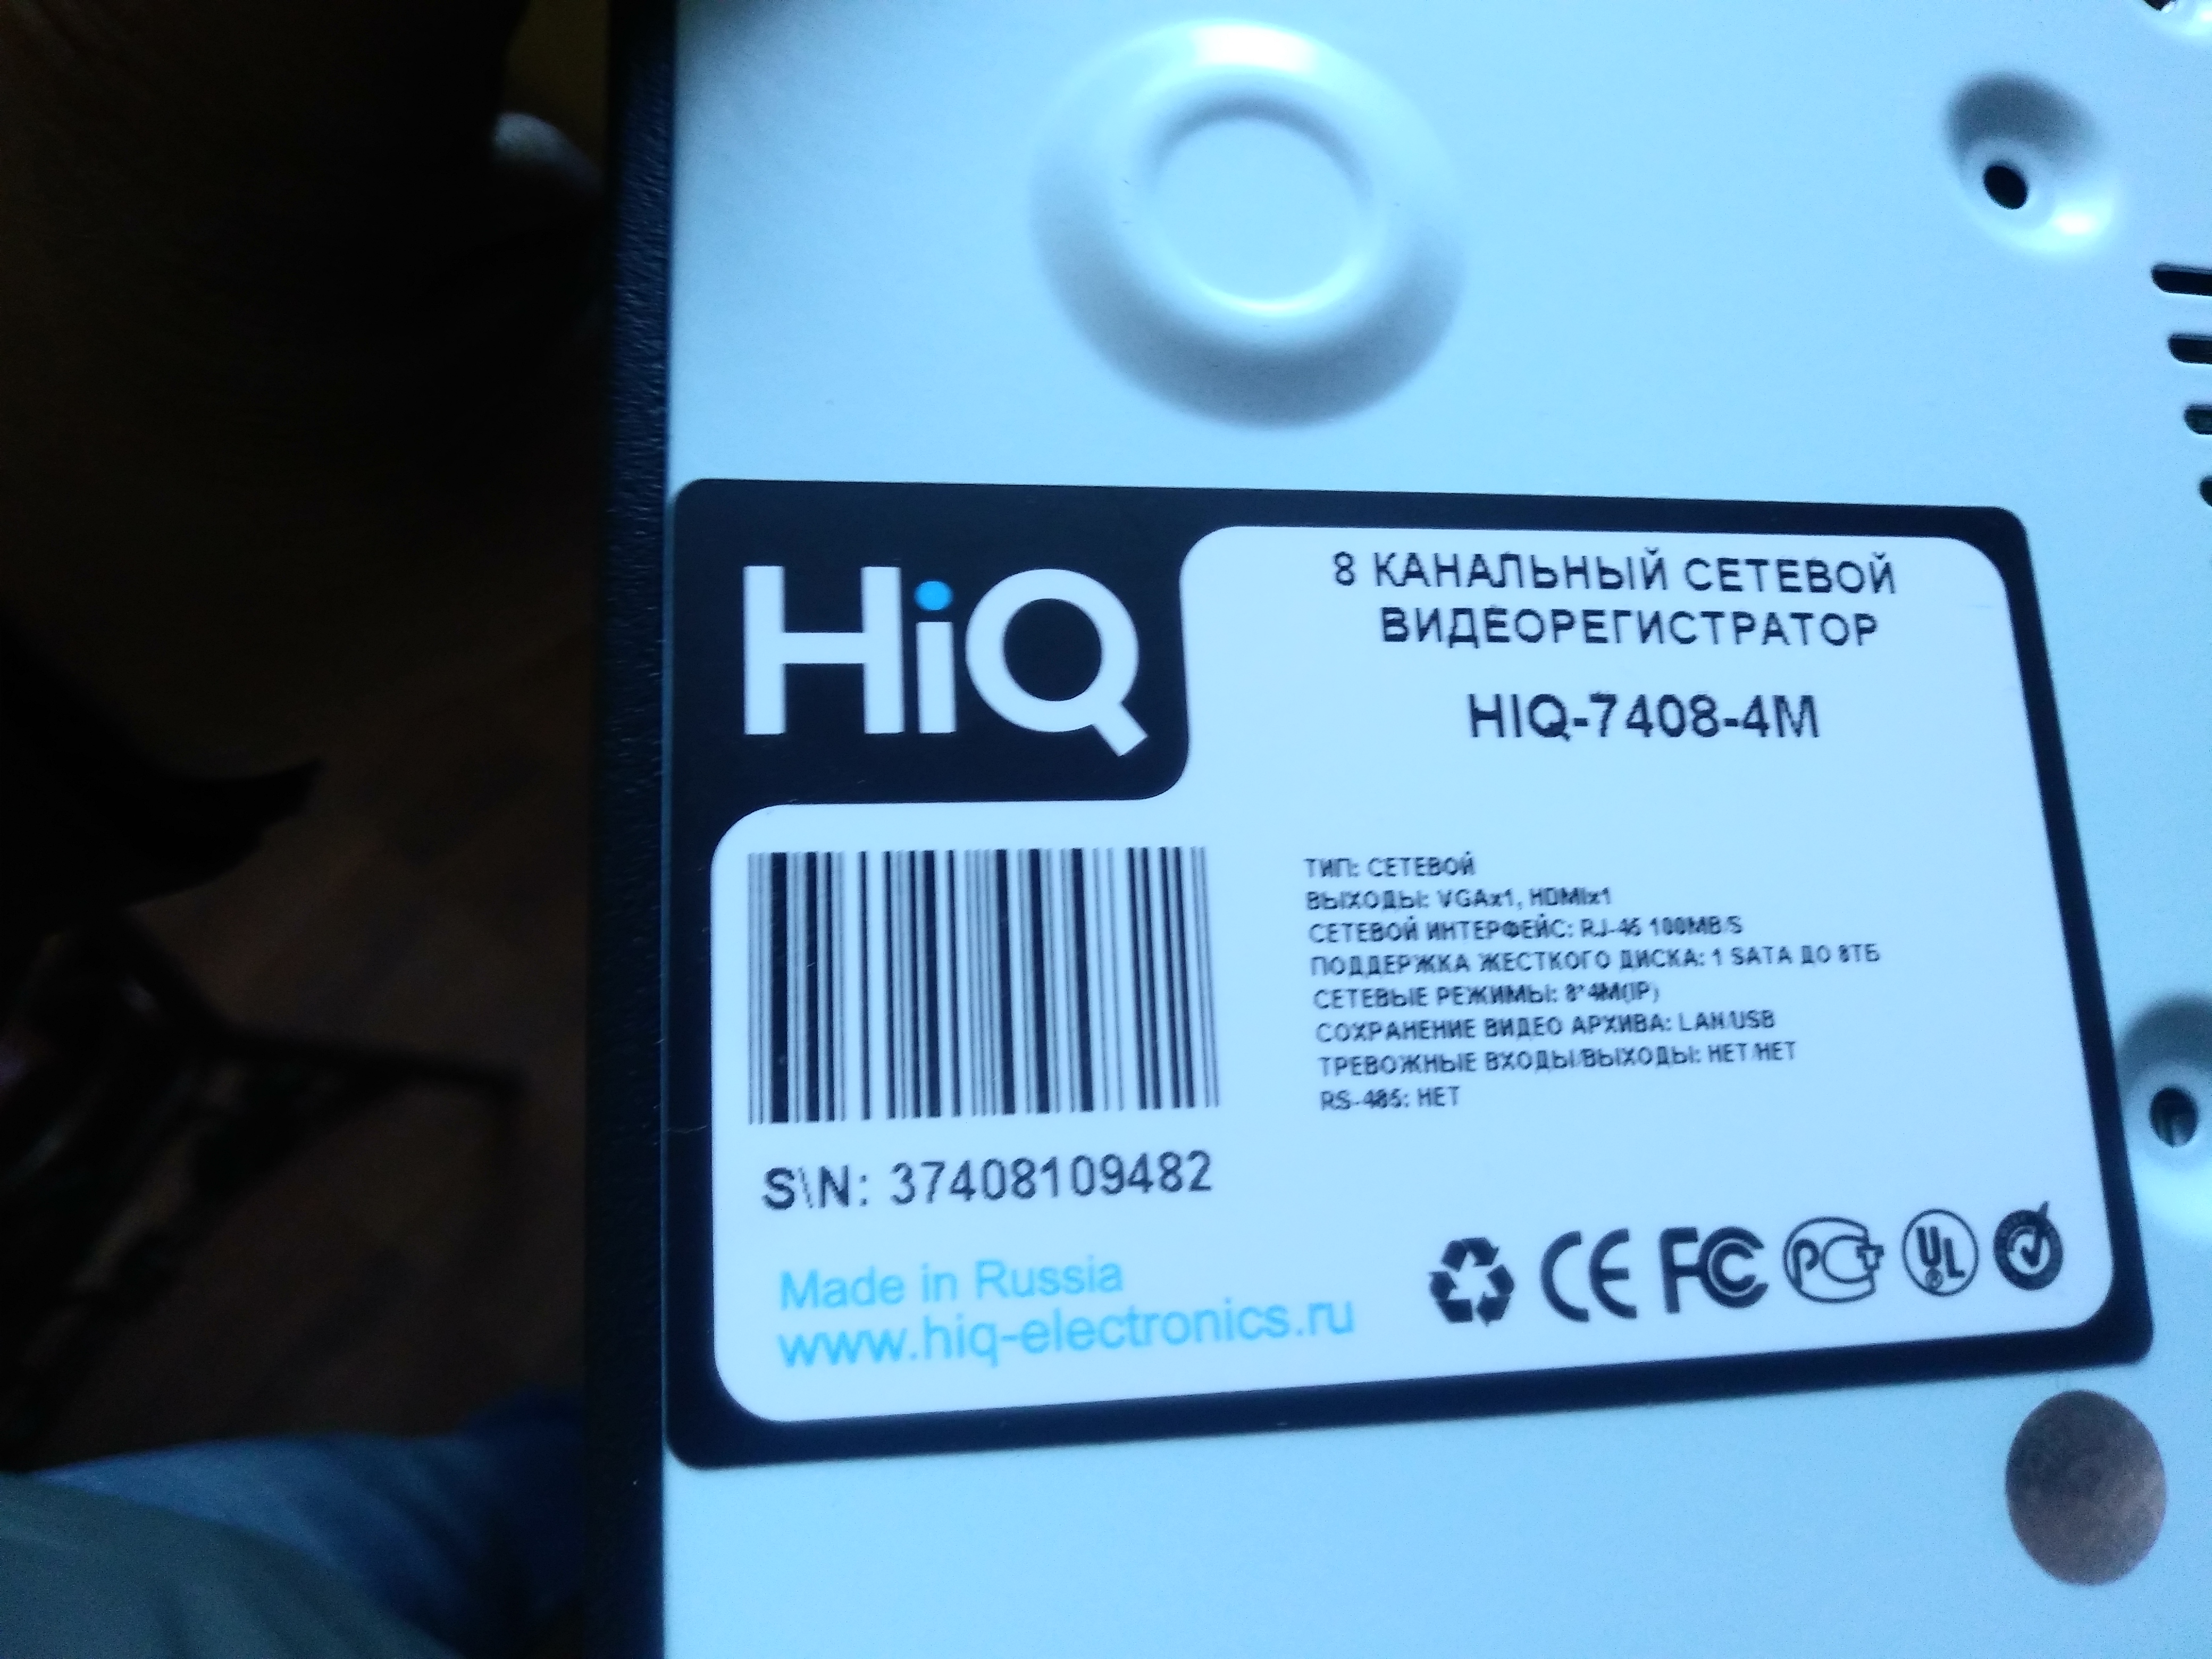 HiQ
8 КАНАЛЬНЫЙ СЕТЕВОЙ
ВИДЕОРЕГИСТРАТОР
HIQ-7408-4M
ТИП: СЕТЕВОЙ
ВЫХОДЫ: VGAx1, HDMIx1
СЕТЕВОЙ ИНТЕРФЕЙС: RJ-45 100MB/S
ПОДДЕРЖКА ЖЕСТКОГО ДИСКА: 1 SATA ДО 8ТБ
СЕТЕВЫЕ РЕЖИМЫ: 8*4M(IP)
СОХРАНЕНИЕ ВИДЕО АРХИВА: LAN/USB
ТРЕВОЖНЫЕ ВХОДЫ/ВЫХОДЫ: НЕТ/НЕТ
RS-485: НЕТ
S\N: 37408109482
Made in Russia
www.hiq-electronics.ru
CE FC РСТ UL